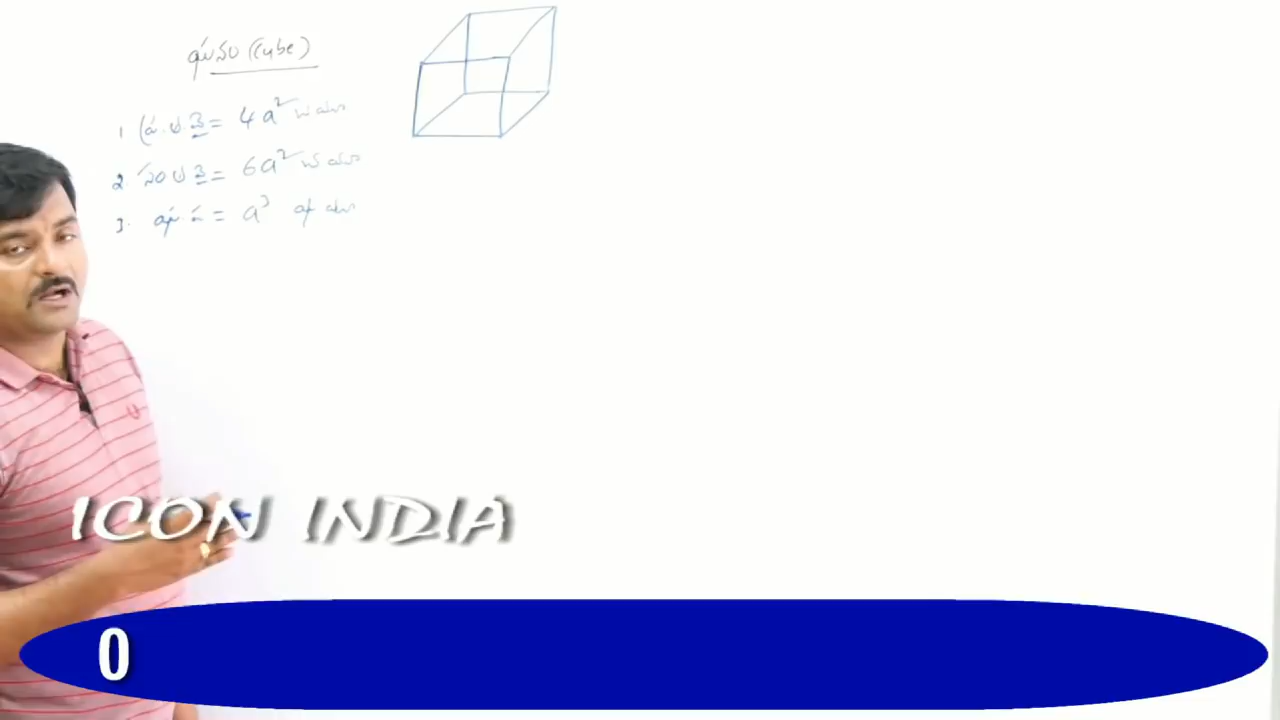 ఘనం (Cube)
1 ప్ర.త.వై = 4a²
2. సం త వై = 6a²
3. ఘ.ప = a³ ఘ యూ
ICON INDIA
0